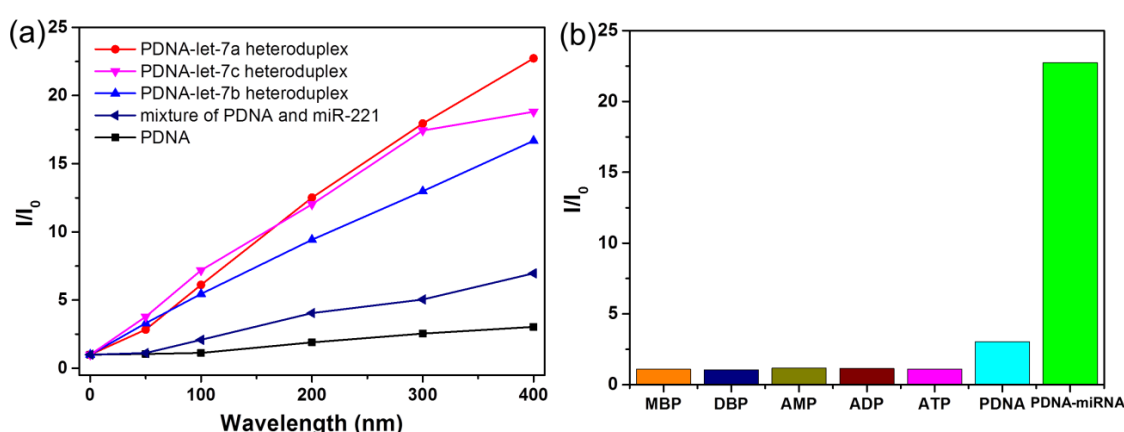 (a)
25
20
15
10
5
0
I/I0
PDNA-let-7a heteroduplex
PDNA-let-7c heteroduplex
PDNA-let-7b heteroduplex
mixture of PDNA and miR-221
PDNA
0 100 200 300 400
Wavelength (nm)
(b)
25
20
15
10
5
0
I/I0
MBP DBP AMP ADP ATP PDNA PDNA-miRNA